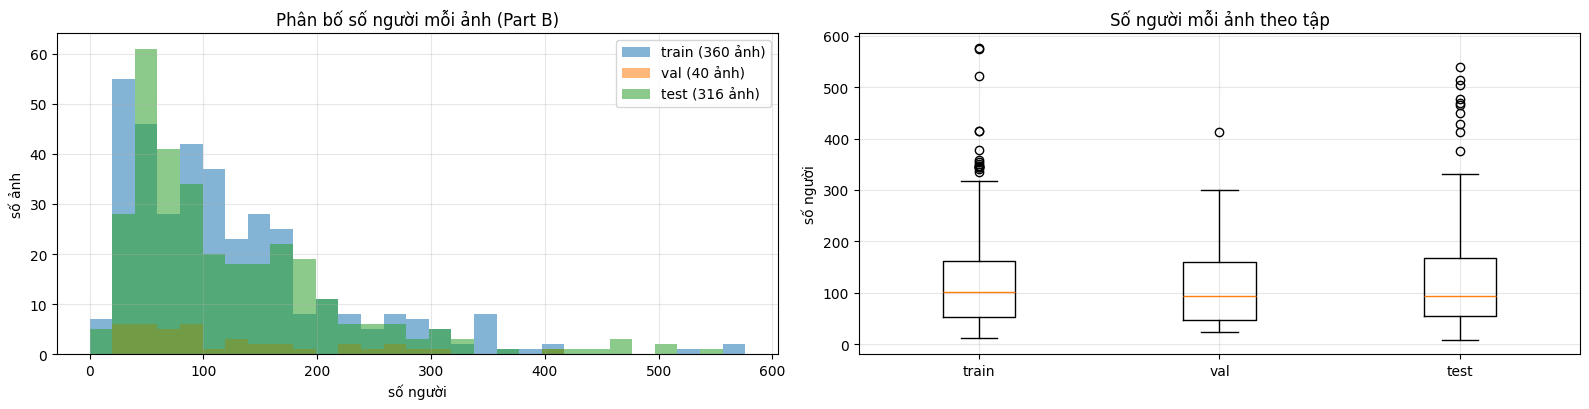 Phân bố số người mỗi ảnh (Part B)
train (360 ảnh)
val (40 ảnh)
test (316 ảnh)
số ảnh
60
50
40
30
20
10
0
0 100 200 300 400 500 600
số người
Số người mỗi ảnh theo tập
số người
600
500
400
300
200
100
0
train val test